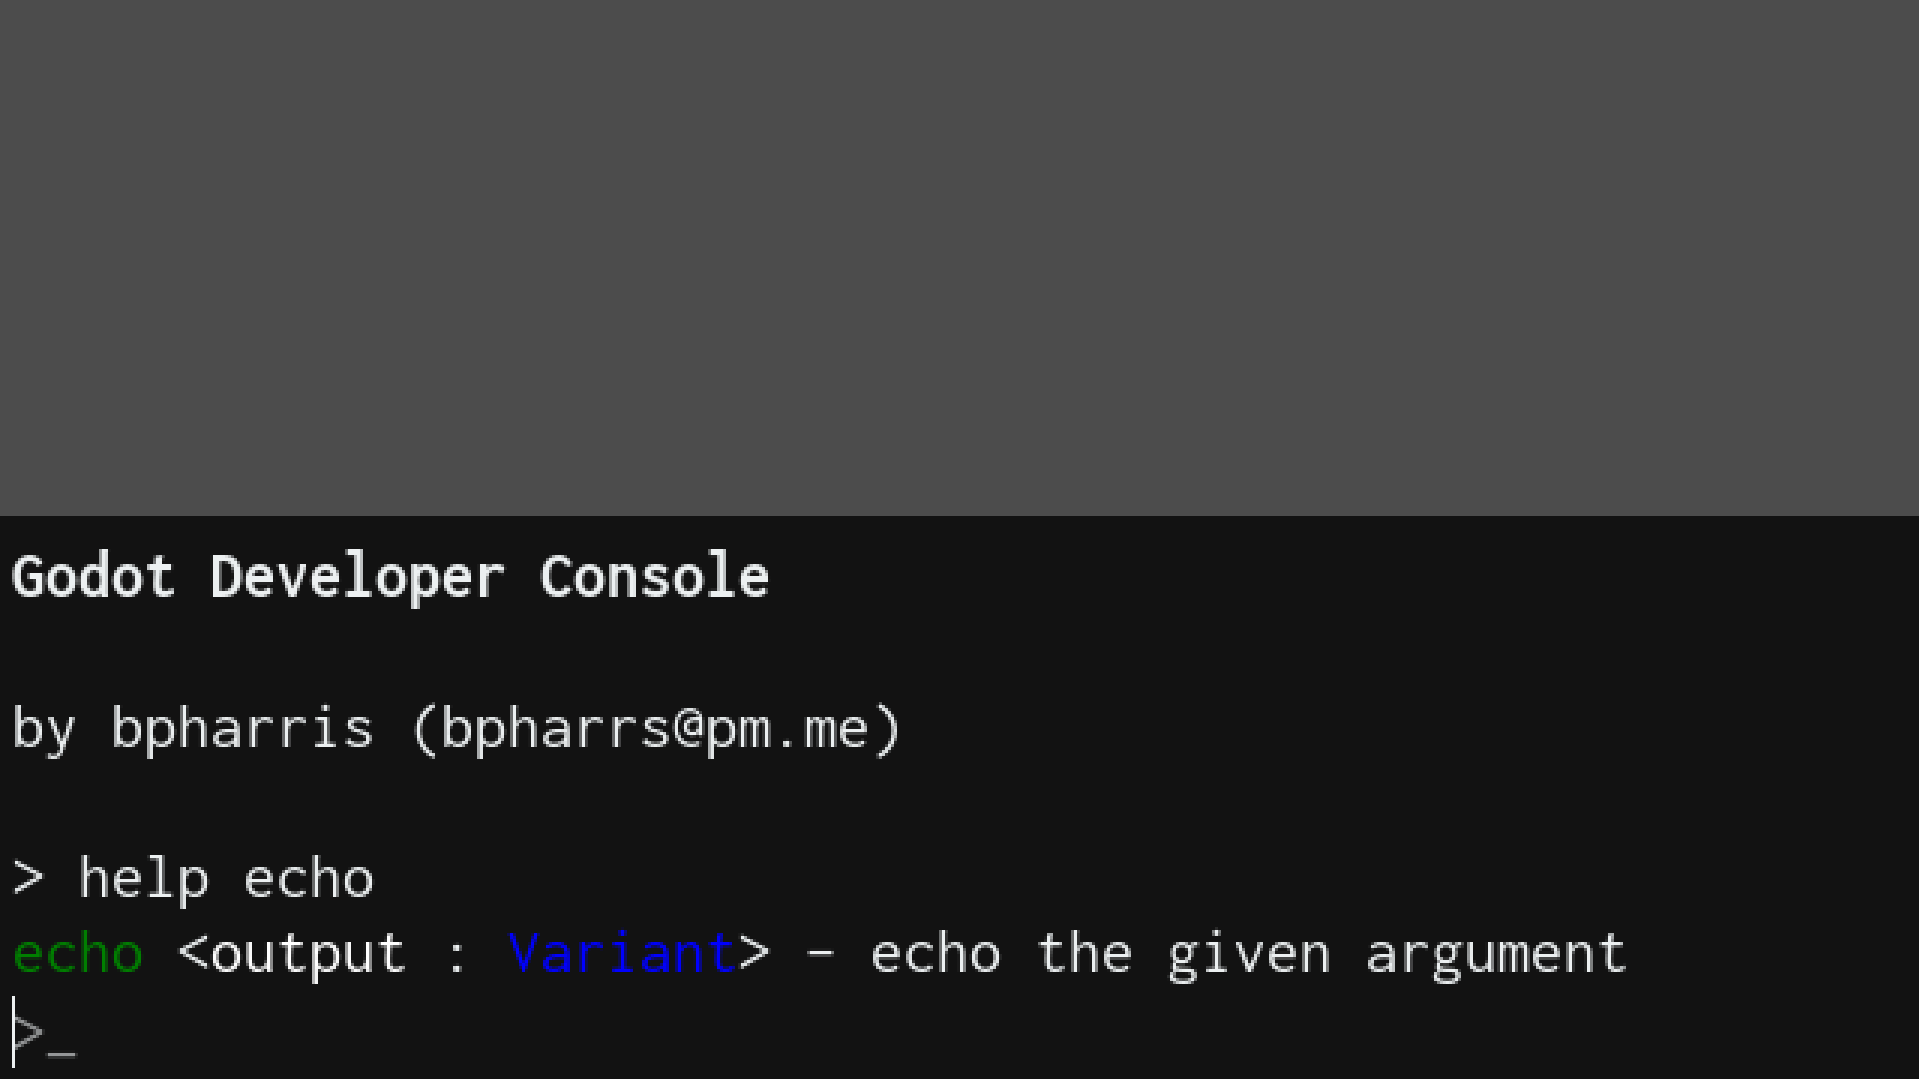 Godot Developer Console
by bpharris (bpharrs@pm.me)
> help echo
echo <output : Variant> - echo the given argument
>_